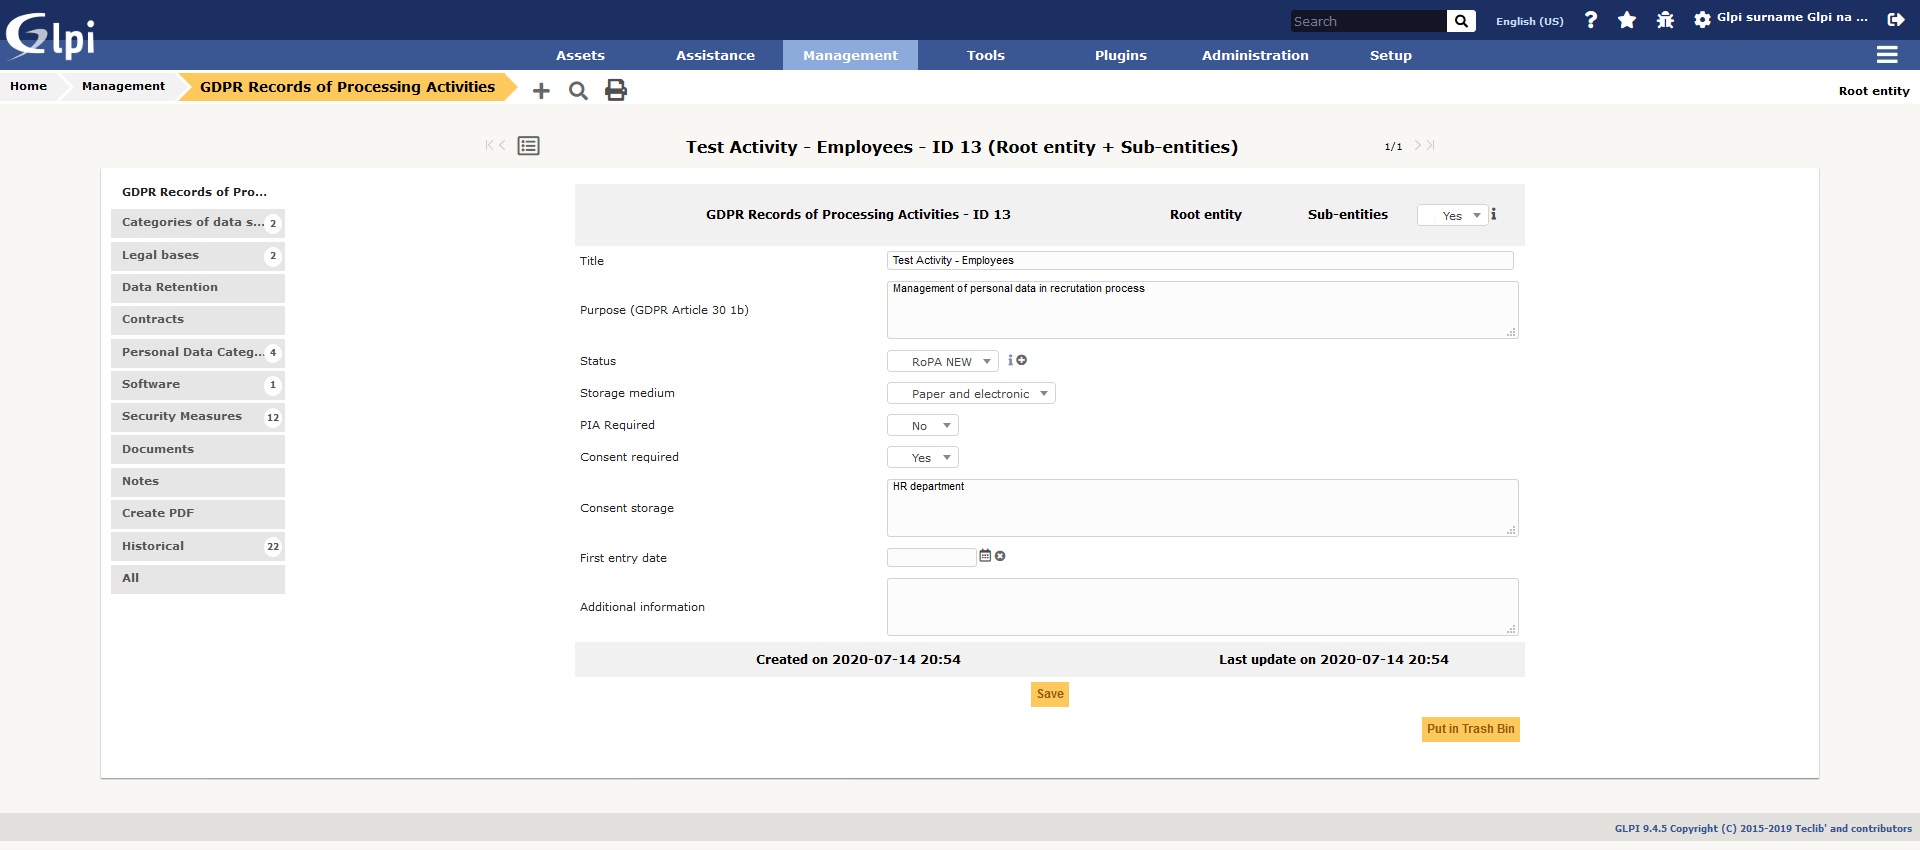 Glpi
Search
English (US)
Glpi surname Glpi na ...
Assets
Assistance
Management
Tools
Plugins
Administration
Setup
Home
Management
GDPR Records of Processing Activities
Root entity
Test Activity - Employees - ID 13 (Root entity + Sub-entities)
1/1
GDPR Records of Pro...
Categories of data s... 2
Legal bases 2
Data Retention
Contracts
Personal Data Categ... 4
Software 1
Security Measures 12
Documents
Notes
Create PDF
Historical 22
All
GDPR Records of Processing Activities - ID 13
Root entity
Sub-entities
Yes
Title
Test Activity - Employees
Purpose (GDPR Article 30 1b)
Management of personal data in recrutation process
Status
RoPA NEW
Storage medium
Paper and electronic
PIA Required
No
Consent required
Yes
Consent storage
HR department
First entry date
Additional information
Created on 2020-07-14 20:54
Last update on 2020-07-14 20:54
Save
Put in Trash Bin
GLPI 9.4.5 Copyright (C) 2015-2019 Teclib' and contributors